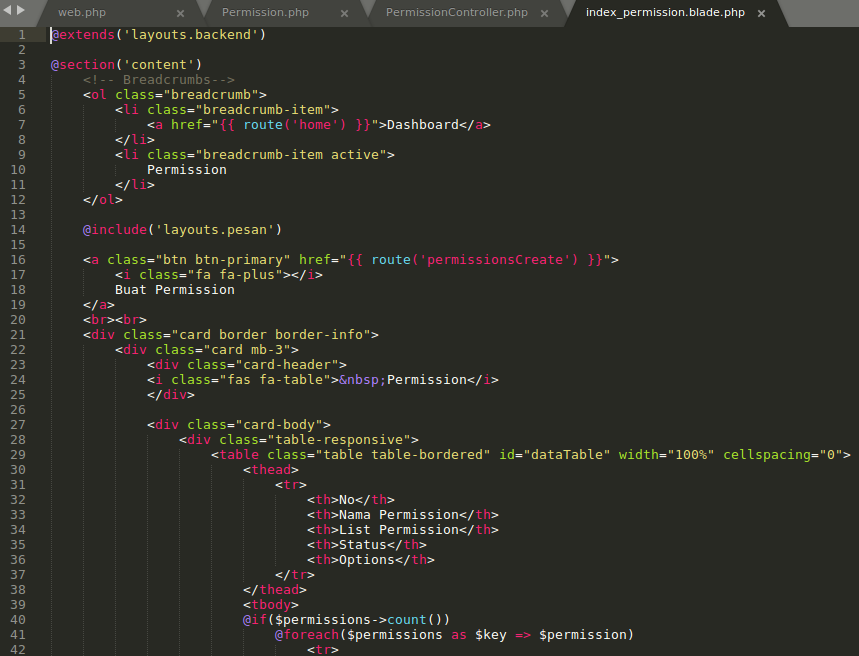 web.php × Permission.php × PermissionController.php × index_permission.blade.php ×
1 @extends('layouts.backend')
2
3 @section('content')
4 <!-- Breadcrumbs-->
5 <ol class="breadcrumb">
6 <li class="breadcrumb-item">
7 <a href="{{ route('home') }}">Dashboard</a>
8 </li>
9 <li class="breadcrumb-item active">
10 Permission
11 </li>
12 </ol>
13
14 @include('layouts.pesan')
15
16 <a class="btn btn-primary" href="{{ route('permissionsCreate') }}">
17 <i class="fa fa-plus"></i>
18 Buat Permission
19 </a>
20 <br><br>
21 <div class="card border border-info">
22 <div class="card mb-3">
23 <div class="card-header">
24 <i class="fas fa-table">&nbsp;Permission</i>
25 </div>
26
27 <div class="card-body">
28 <div class="table-responsive">
29 <table class="table table-bordered" id="dataTable" width="100%" cellspacing="0">
30 <thead>
31 <tr>
32 <th>No</th>
33 <th>Nama Permission</th>
34 <th>List Permission</th>
35 <th>Status</th>
36 <th>Options</th>
37 </tr>
38 </thead>
39 <tbody>
40 @if($permissions->count())
41 @foreach($permissions as $key => $permission)
42 <tr>